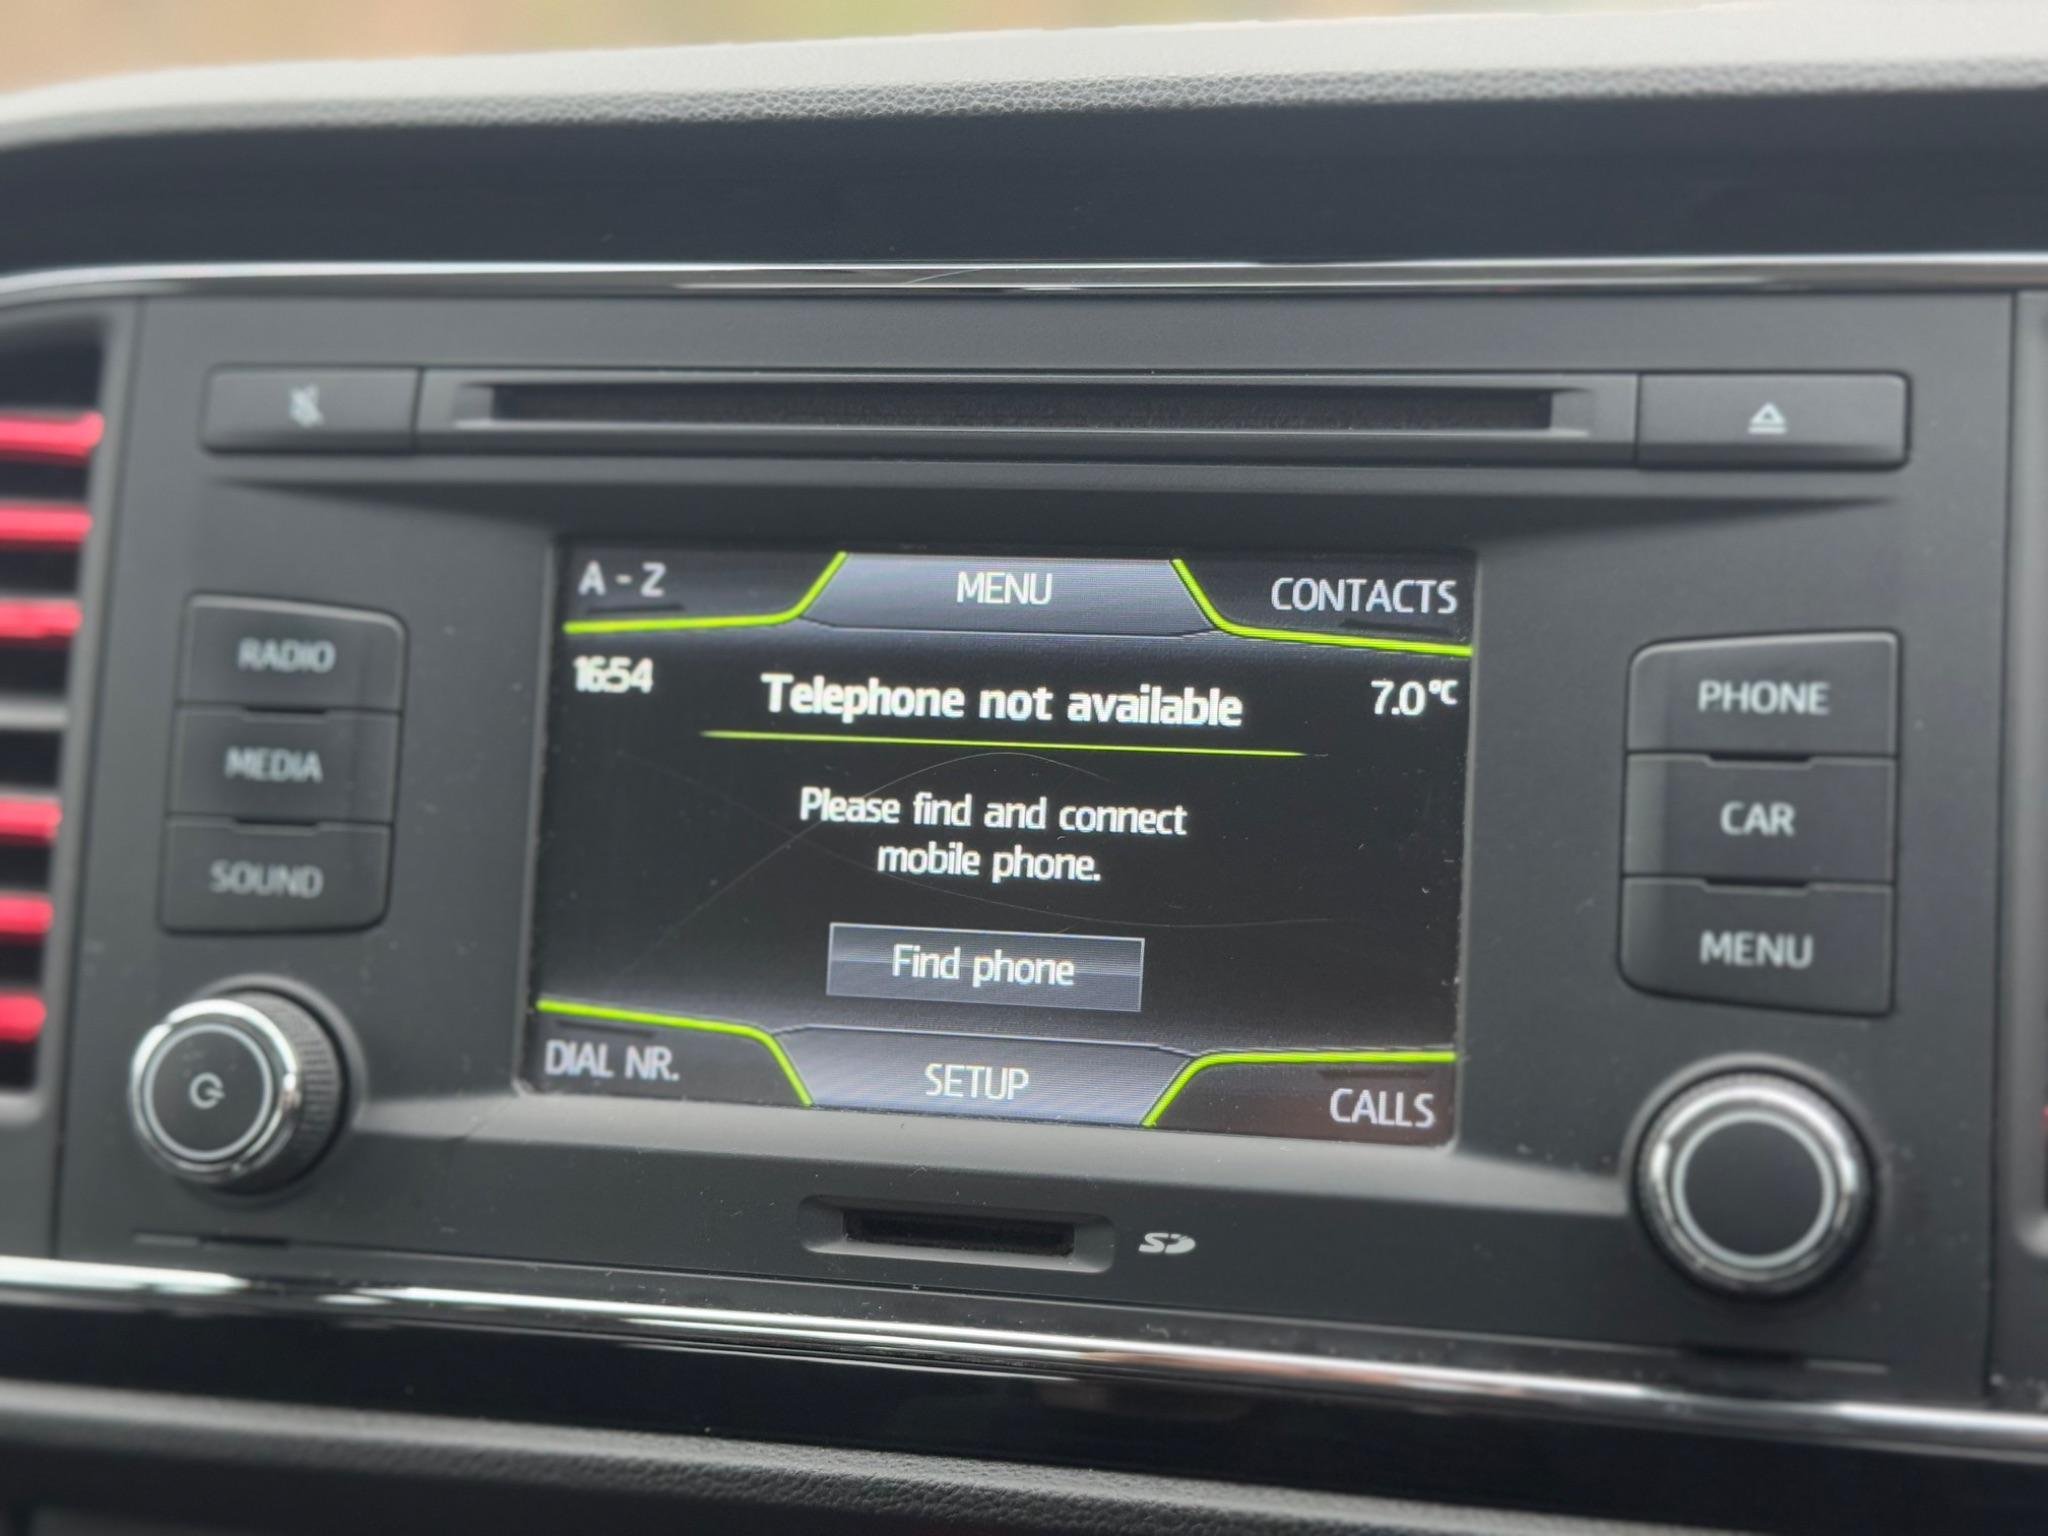 A - Z
MENU
CONTACTS
16:54
Telephone not available
7.0°C
Please find and connect
mobile phone.
Find phone
DIAL NR.
SETUP
CALLS
RADIO
MEDIA
SOUND
PHONE
CAR
MENU
SD